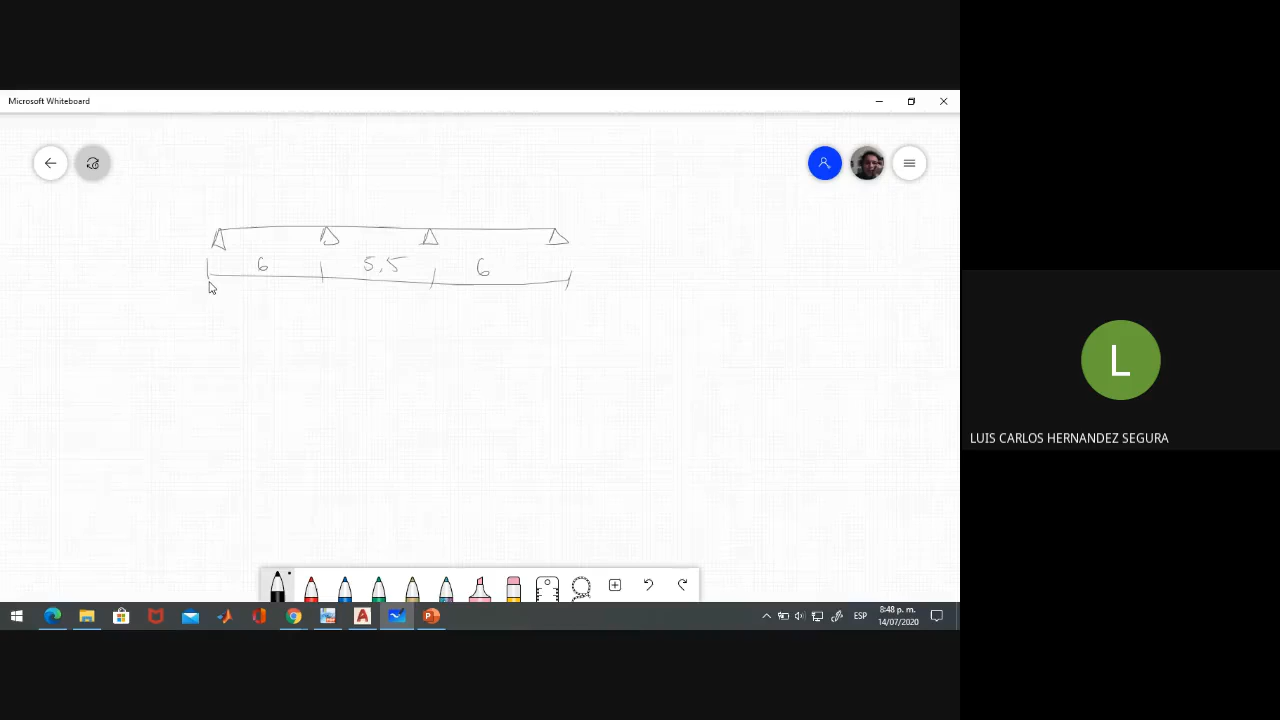 Microsoft Whiteboard
6 5,5 6
L
LUIS CARLOS HERNANDEZ SEGURA
ESP
8:48 p. m.
14/07/2020